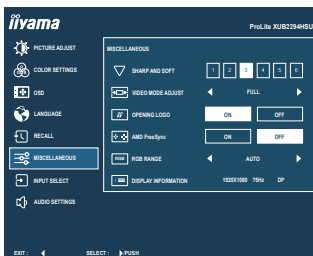 iiyama
ProLite XUB2294HSU
PICTURE ADJUST
COLOR SETTINGS
OSD
LANGUAGE
RECALL
MISCELLANEOUS
INPUT SELECT
AUDIO SETTINGS
MISCELLANEOUS
SHARP AND SOFT 1 2 3 4 5 6
VIDEO MODE ADJUST FULL
OPENING LOGO ON OFF
AMD FreeSync ON OFF
RGB RGB RANGE AUTO
DISPLAY INFORMATION 1920X1080 75Hz DP
EXIT : SELECT : /PUSH